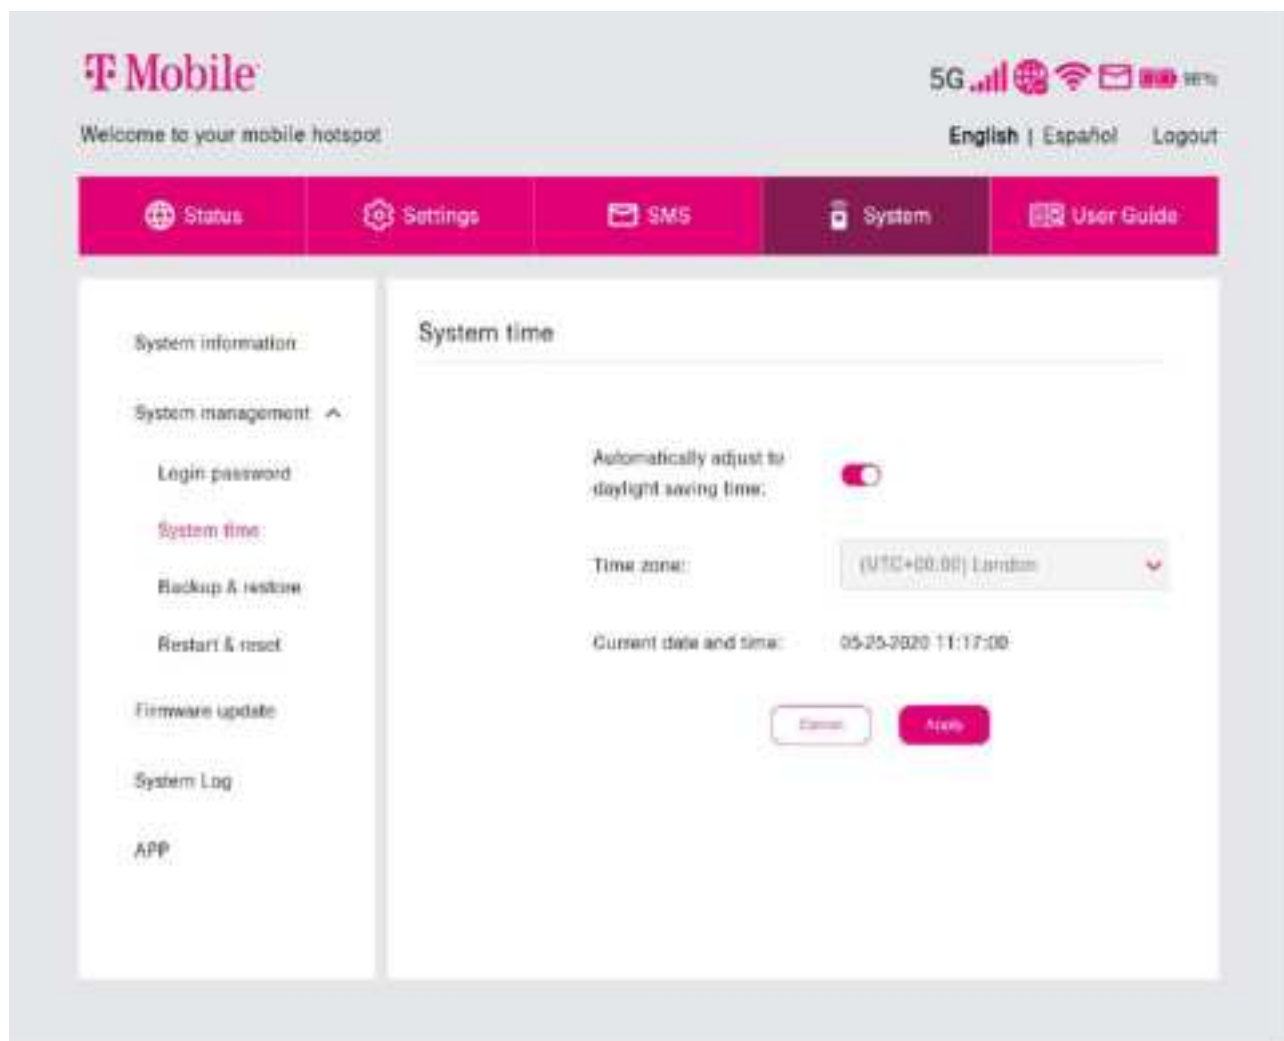 T Mobile
5G 98%
Welcome to your mobile hotspot
English | Español Logout
Status
Settings
SMS
System
User Guide
System information
System management
Login password
System time
Backup & restore
Restart & reset
Firmware update
System Log
APP
System time
Automatically adjust to
daylight saving time:
Time zone:
(UTC+00:00) London
Current date and time:
05-25-2020 11:17:00
Cancel
Apply